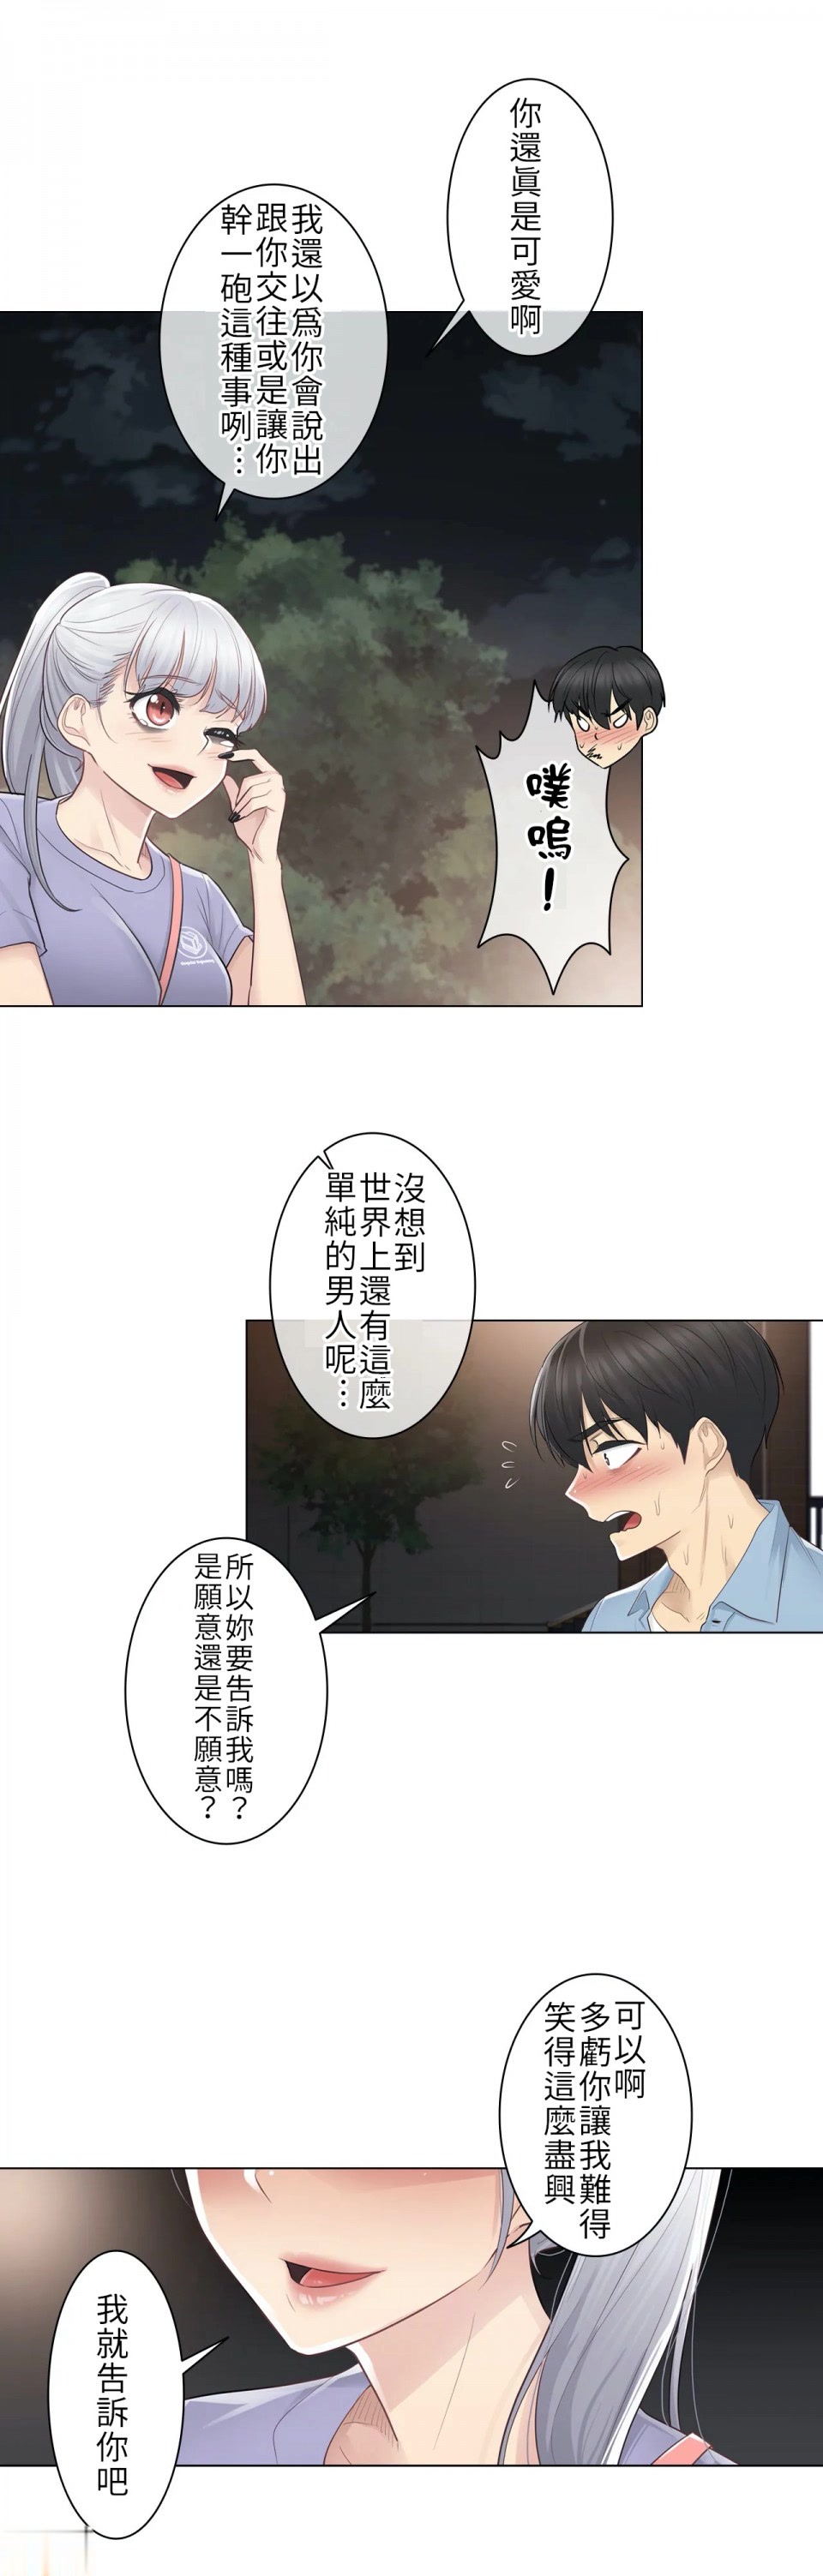 你還眞是可愛啊
我還以爲你會說出
跟你交往或是讓你
幹一砲這種事咧…
噗嗚！
沒想到
世界上還有這麼
單純的男人呢…
所以妳要告訴我嗎？
是願意還是不願意？
可以啊
多虧你讓我難得
笑得這麼盡興
我就告訴你吧